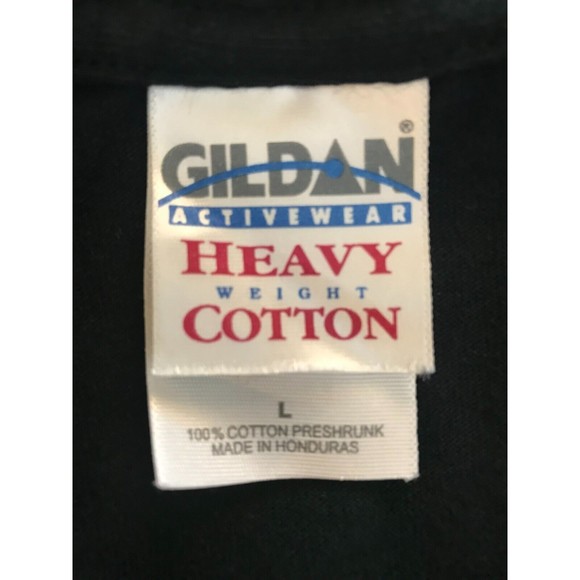 GILDAN®
ACTIVEWEAR
HEAVY
WEIGHT
COTTON
L
100% COTTON PRESHRUNK
MADE IN HONDURAS